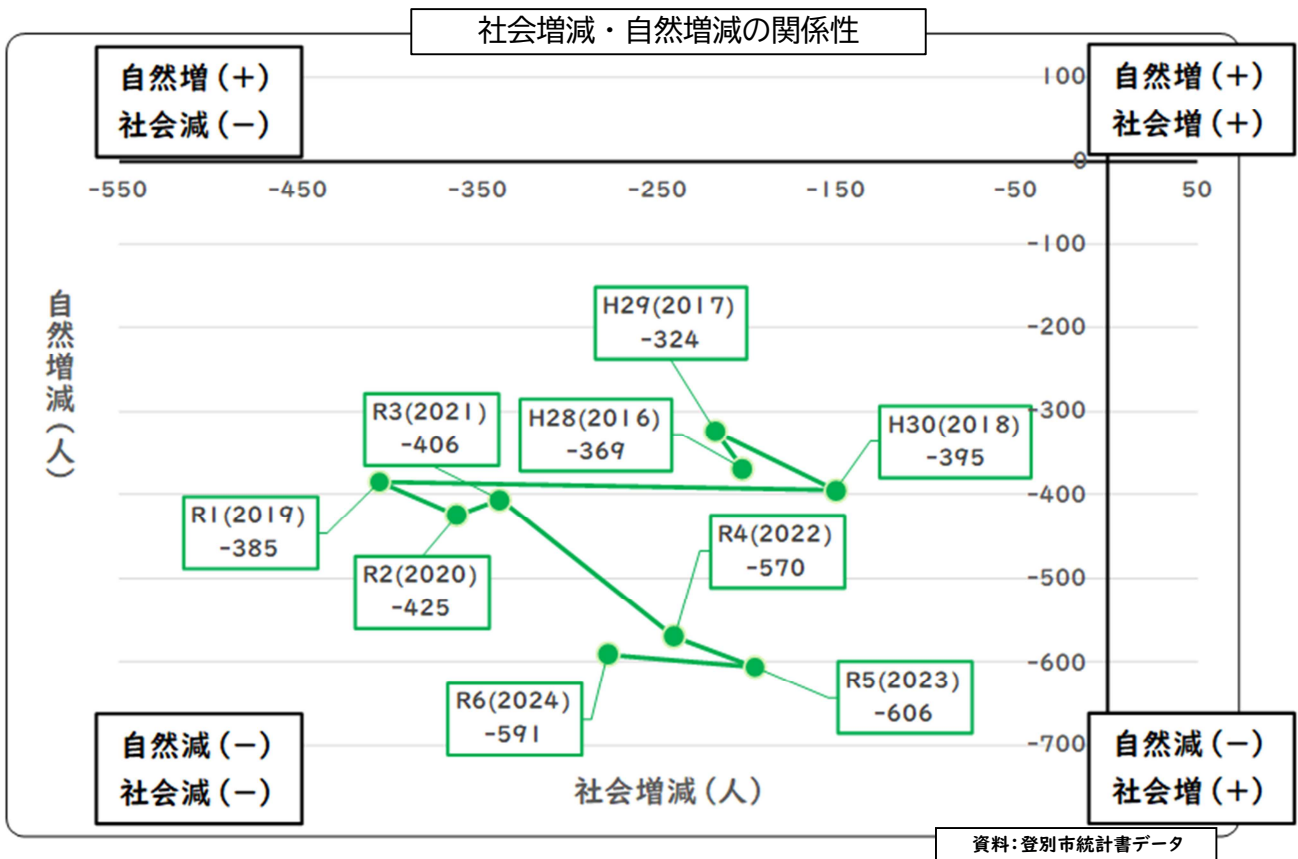 社会増減・自然増減の関係性
自然増(+)
社会減(-)
自然増(+)
社会増(+)
100
0
-550
-450
-350
-250
-150
-50
50
-100
-200
-300
-400
-500
-600
-700
自然増減(人)
H29(2017)
-324
R3(2021)
-406
H28(2016)
-369
H30(2018)
-395
R1(2019)
-385
R2(2020)
-425
R4(2022)
-570
R6(2024)
-591
R5(2023)
-606
自然減(-)
社会減(-)
社会増減(人)
自然減(-)
社会増(+)
資料:登別市統計書データ